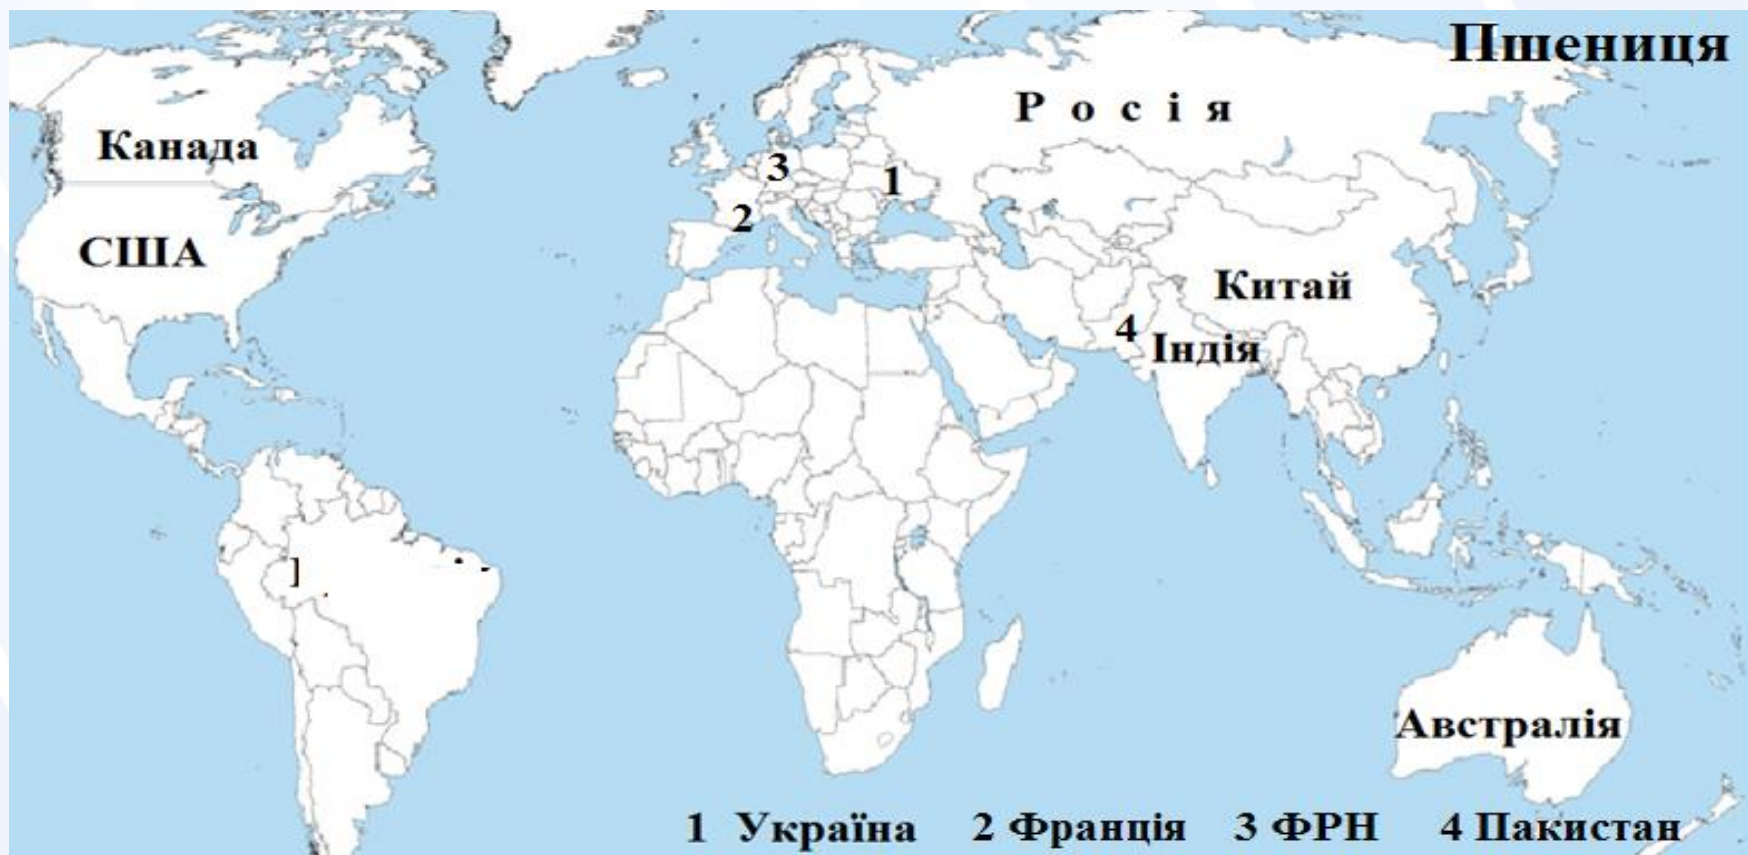 Пшениця
Р о с і я
Канада
3
1
2
США
Китай
4
Індія
Австралія
1 Україна 2 Франція 3 ФРН 4 Пакистан